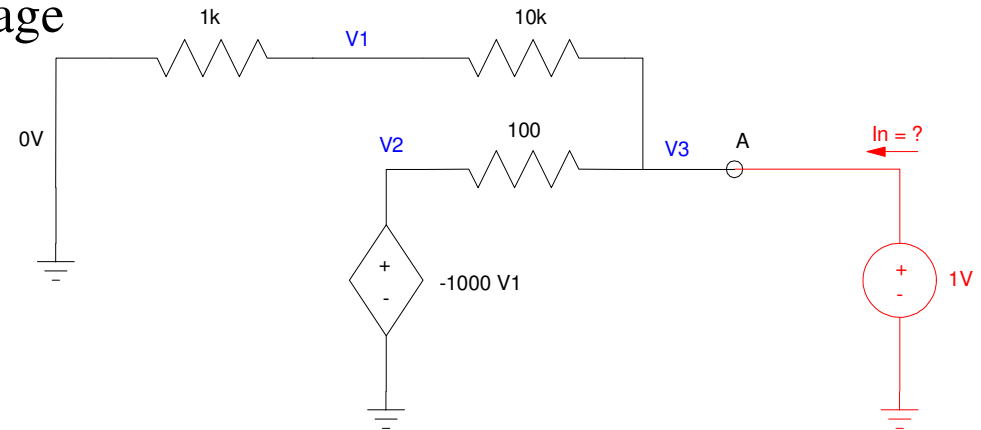 age
1k
10k
V1
0V
100
V2
V3
A
In = ?
+
-
-1000 V1
+
-
1V